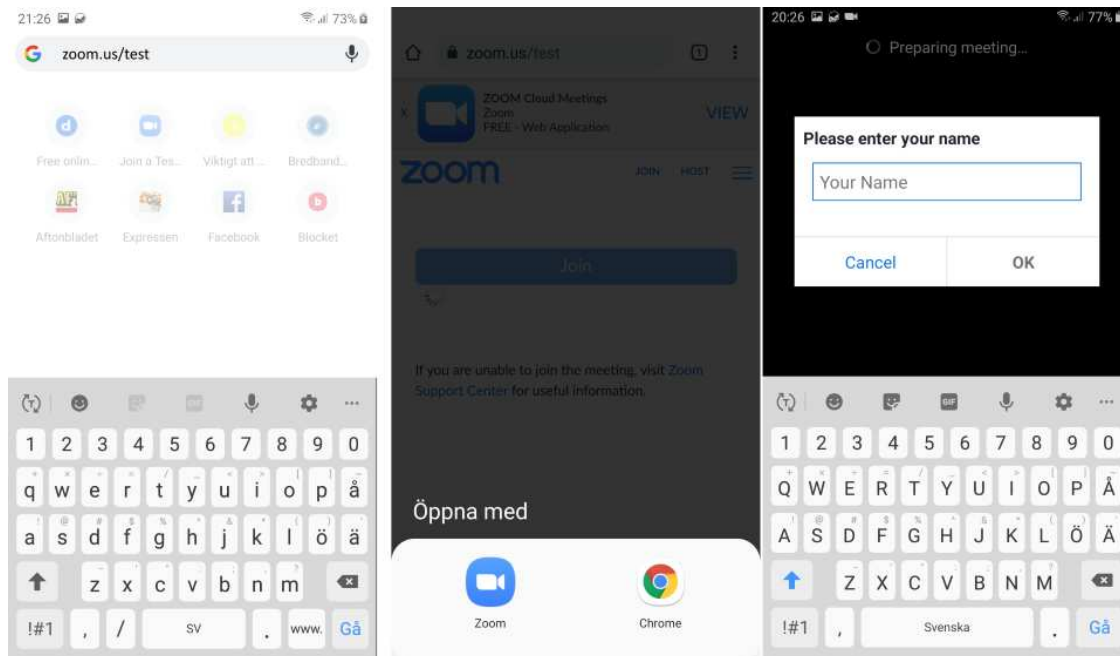 21:26
73%
zoom.us/test
Free onlin...
Join a Tes...
Viktigt att ...
Bredband...
Aftonbladet
Expressen
Facebook
Blocket
1 2 3 4 5 6 7 8 9 0
q w e r t y u i o p å
a s d f g h j k l ö ä
z x c v b n m
!#1 , / sv . www. Gå
zoom.us/test
1
X
ZOOM Cloud Meetings
Zoom
FREE - Web Application
VIEW
zoom
JOIN HOST
Join
If you are unable to join the meeting, visit Zoom
Support Center for useful information.
Öppna med
Zoom
Chrome
20:26
77%
Preparing meeting...
Please enter your name
Your Name
Cancel
OK
GIF
1 2 3 4 5 6 7 8 9 0
Q W E R T Y U I O P Å
A S D F G H J K L Ö Ä
Z X C V B N M
!#1 , Svenska . Gå